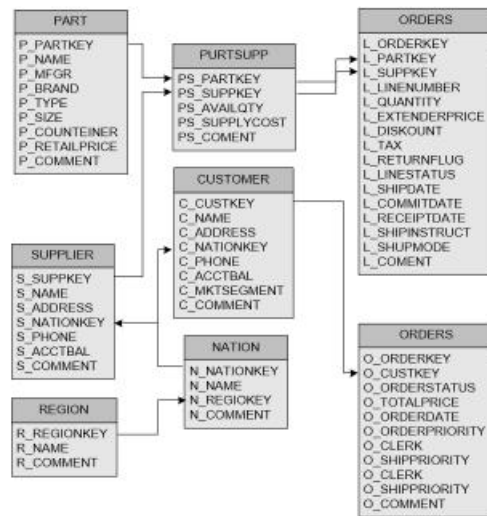 PART
P_PARTKEY
P_NAME
P_MFGR
P_BRAND
P_TYPE
P_SIZE
P_COUNTEINER
P_RETAILPRICE
P_COMMENT
PURTSUPP
PS_PARTKEY
PS_SUPPKEY
PS_AVAILQTY
PS_SUPPLYCOST
PS_COMENT
ORDERS
L_ORDERKEY
L_PARTKEY
L_SUPPKEY
L_LINENUMBER
L_QUANTITY
L_EXTENDERPRICE
L_DISKOUNT
L_TAX
L_RETURNFLUG
L_LINESTATUS
L_SHIPDATE
L_COMMITDATE
L_RECEIPTDATE
L_SHIPINSTRUCT
L_SHUPMODE
L_COMENT
CUSTOMER
C_CUSTKEY
C_NAME
C_ADDRESS
C_NATIONKEY
C_PHONE
C_ACCTBAL
C_MKTSEGMENT
C_COMMENT
SUPPLIER
S_SUPPKEY
S_NAME
S_ADDRESS
S_NATIONKEY
S_PHONE
S_ACCTBAL
S_COMMENT
NATION
N_NATIONKEY
N_NAME
N_REGIOKEY
N_COMMENT
REGION
R_REGIONKEY
R_NAME
R_COMMENT
ORDERS
O_ORDERKEY
O_CUSTKEY
O_ORDERSTATUS
O_TOTALPRICE
O_ORDERDATE
O_ORDERPRIORITY
O_CLERK
O_SHIPPRIORITY
O_CLERK
O_SHIPPRIORITY
O_COMMENT